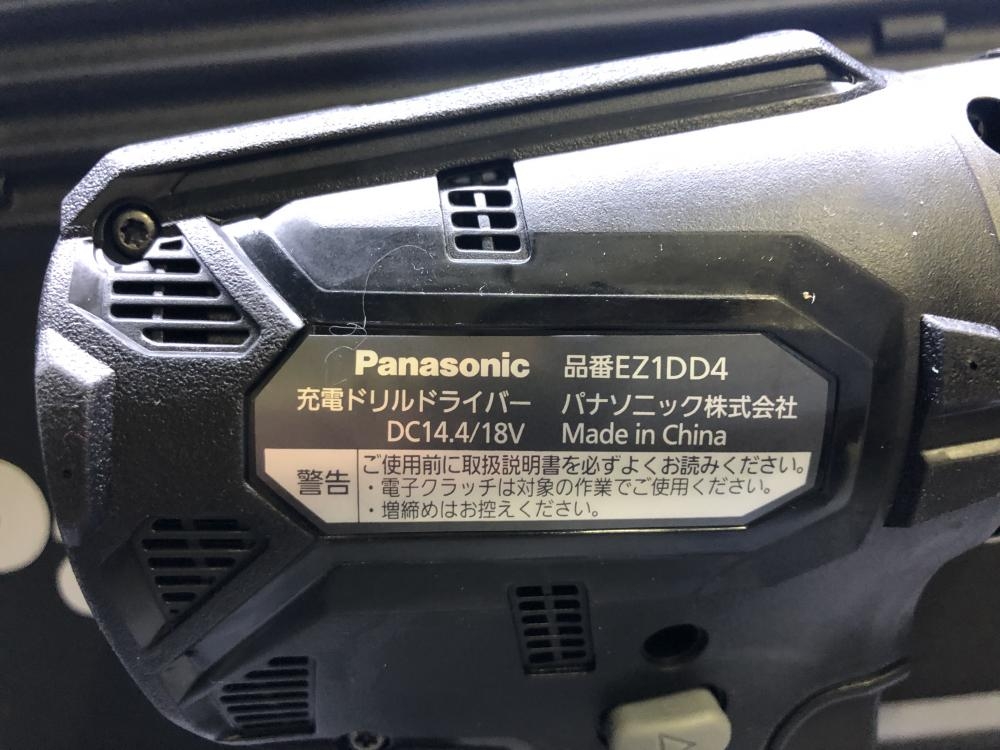 Panasonic 品番EZ1DD4
充電ドリルドライバー パナソニック株式会社
DC14.4/18V Made in China
警告
ご使用前に取扱説明書を必ずよくお読みください。
・電子クラッチは対象の作業でご使用ください。
・増締めはお控えください。